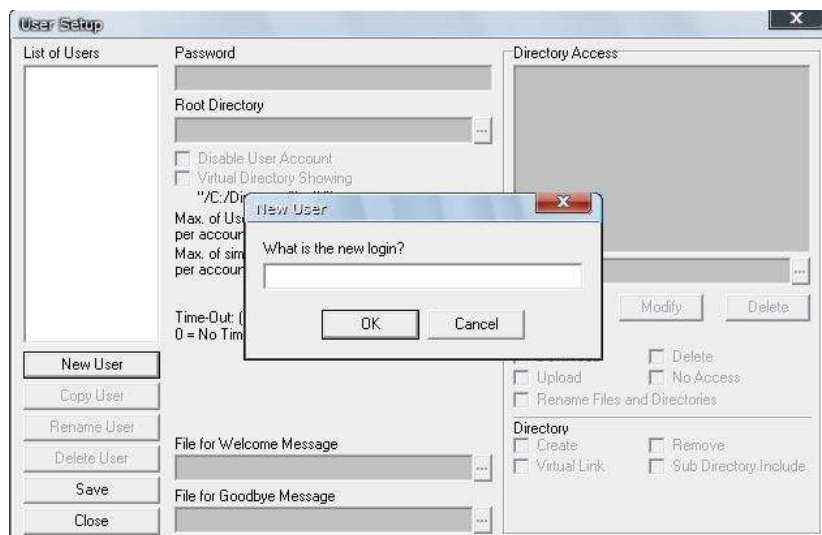 User Setup
X
List of Users
Password
Directory Access
Root Directory
...
Disable User Account
Virtual Directory Showing
"/C:/Dir
New User
X
Max. of Us
per accoun
What is the new login?
Max. of sim
per accoun
...
OK
Cancel
Time-Out: (
0 = No Tim
Modify
Delete
New User
Copy User
Rename User
Delete User
Save
Close
Delete
Upload
No Access
Rename Files and Directories
Directory
Create
Remove
Virtual Link
Sub Directory Include
File for Welcome Message
...
File for Goodbye Message
...